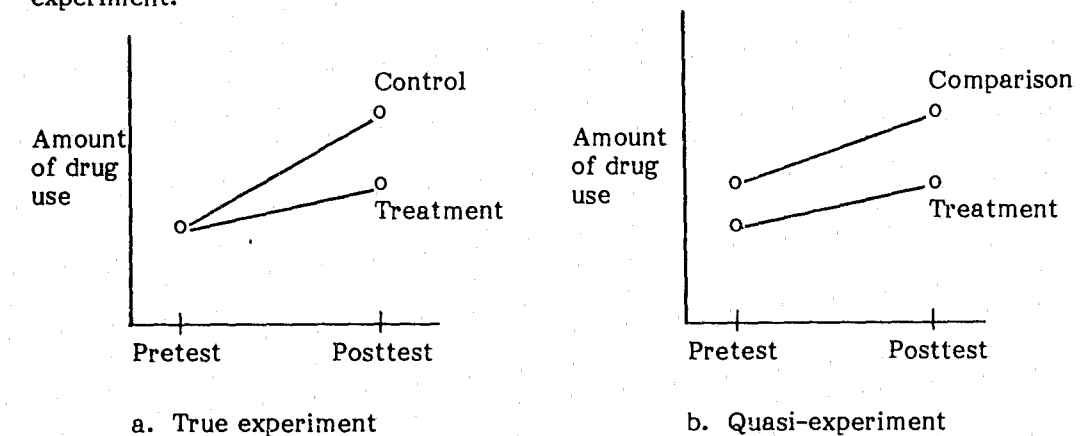 experiment.
Control
Amount
of drug
use
Treatment
Pretest Posttest
a. True experiment
Comparison
Amount
of drug
use
Treatment
Pretest Posttest
b. Quasi-experiment